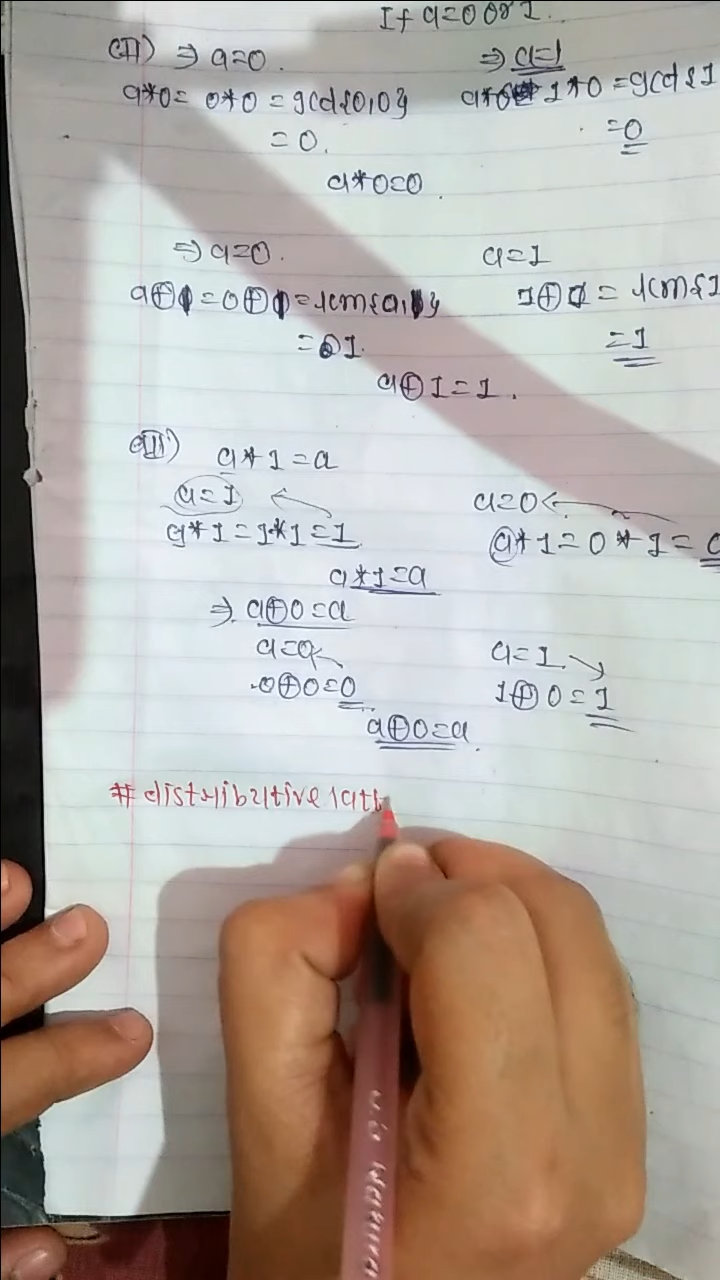 If a=0 or 1.
(II) ⇒ a=0. ⇒ a=1
a*0= 0*0 = gcd{0,0} 1*0 =gcd{1
= 0. =0
a*0=0.
⇒ a=0. a=1
a⊕1=0⊕1=lcm{0,1} 1⊕1 = lcm{1
= 1. =1
a⊕1=1.
(III) a*1=a
a=1 a=0
a*1=1*1=1 a*1=0*1=0
a*1=a
⇒ a⊕0=a
a=0 a=1
0⊕0=0 1⊕0=1
a⊕0=a.
# distributive latt